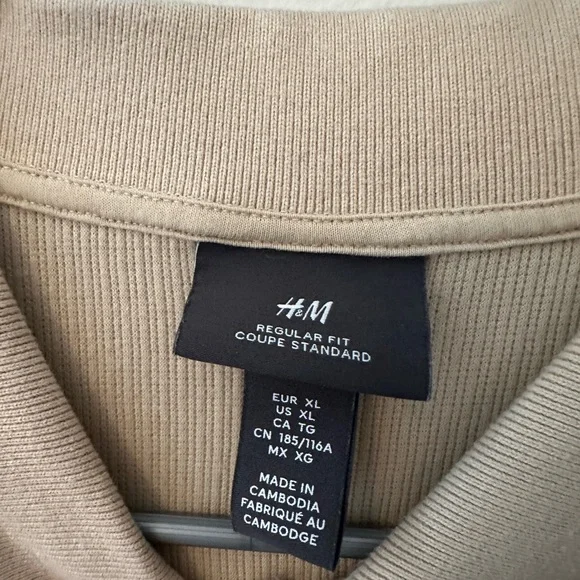 H&M
REGULAR FIT
COUPE STANDARD
EUR XL
US XL
CA TG
CN 185/116A
MX XG
MADE IN
CAMBODIA
FABRIQUÉ AU
CAMBODGE